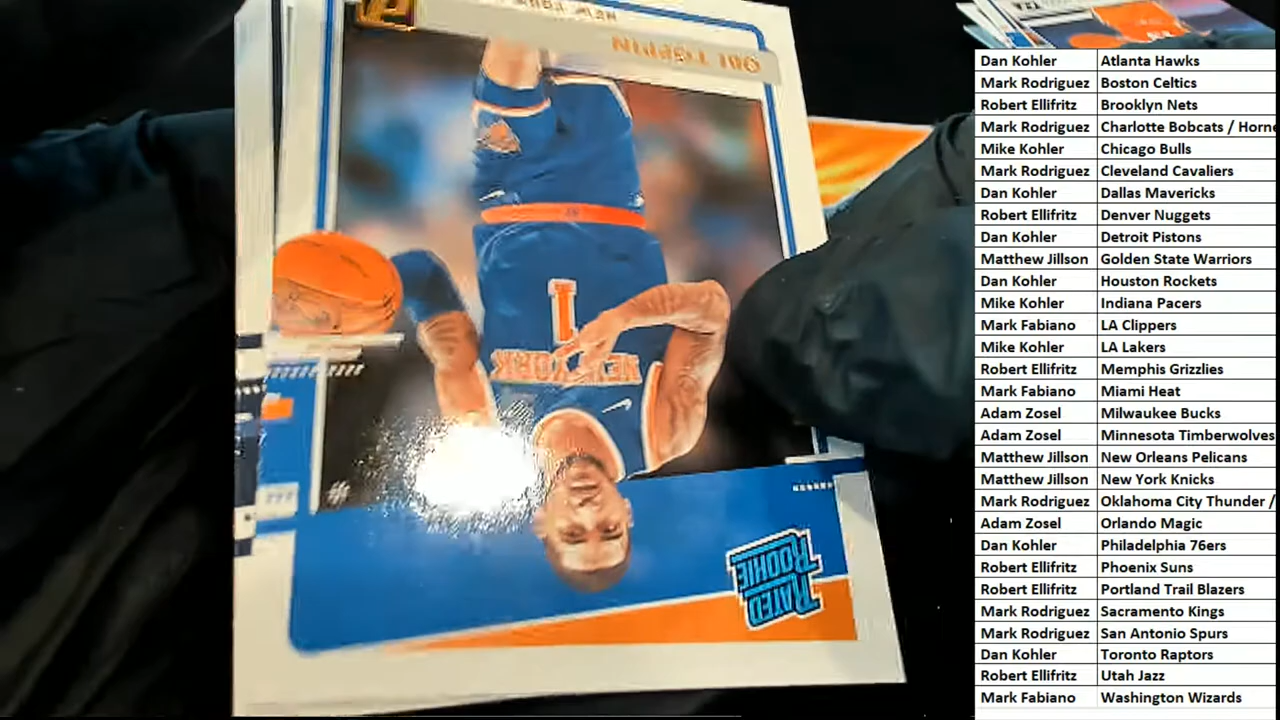 OBI TOPPIN
NEW YORK
1
RATED
ROOKIE
Dan Kohler Atlanta Hawks
Mark Rodriguez Boston Celtics
Robert Ellifritz Brooklyn Nets
Mark Rodriguez Charlotte Bobcats / Horne
Mike Kohler Chicago Bulls
Mark Rodriguez Cleveland Cavaliers
Dan Kohler Dallas Mavericks
Robert Ellifritz Denver Nuggets
Dan Kohler Detroit Pistons
Matthew Jillson Golden State Warriors
Dan Kohler Houston Rockets
Mike Kohler Indiana Pacers
Mark Fabiano LA Clippers
Mike Kohler LA Lakers
Robert Ellifritz Memphis Grizzlies
Mark Fabiano Miami Heat
Adam Zosel Milwaukee Bucks
Adam Zosel Minnesota Timberwolves
Matthew Jillson New Orleans Pelicans
Matthew Jillson New York Knicks
Mark Rodriguez Oklahoma City Thunder /
Adam Zosel Orlando Magic
Dan Kohler Philadelphia 76ers
Robert Ellifritz Phoenix Suns
Robert Ellifritz Portland Trail Blazers
Mark Rodriguez Sacramento Kings
Mark Rodriguez San Antonio Spurs
Dan Kohler Toronto Raptors
Robert Ellifritz Utah Jazz
Mark Fabiano Washington Wizards